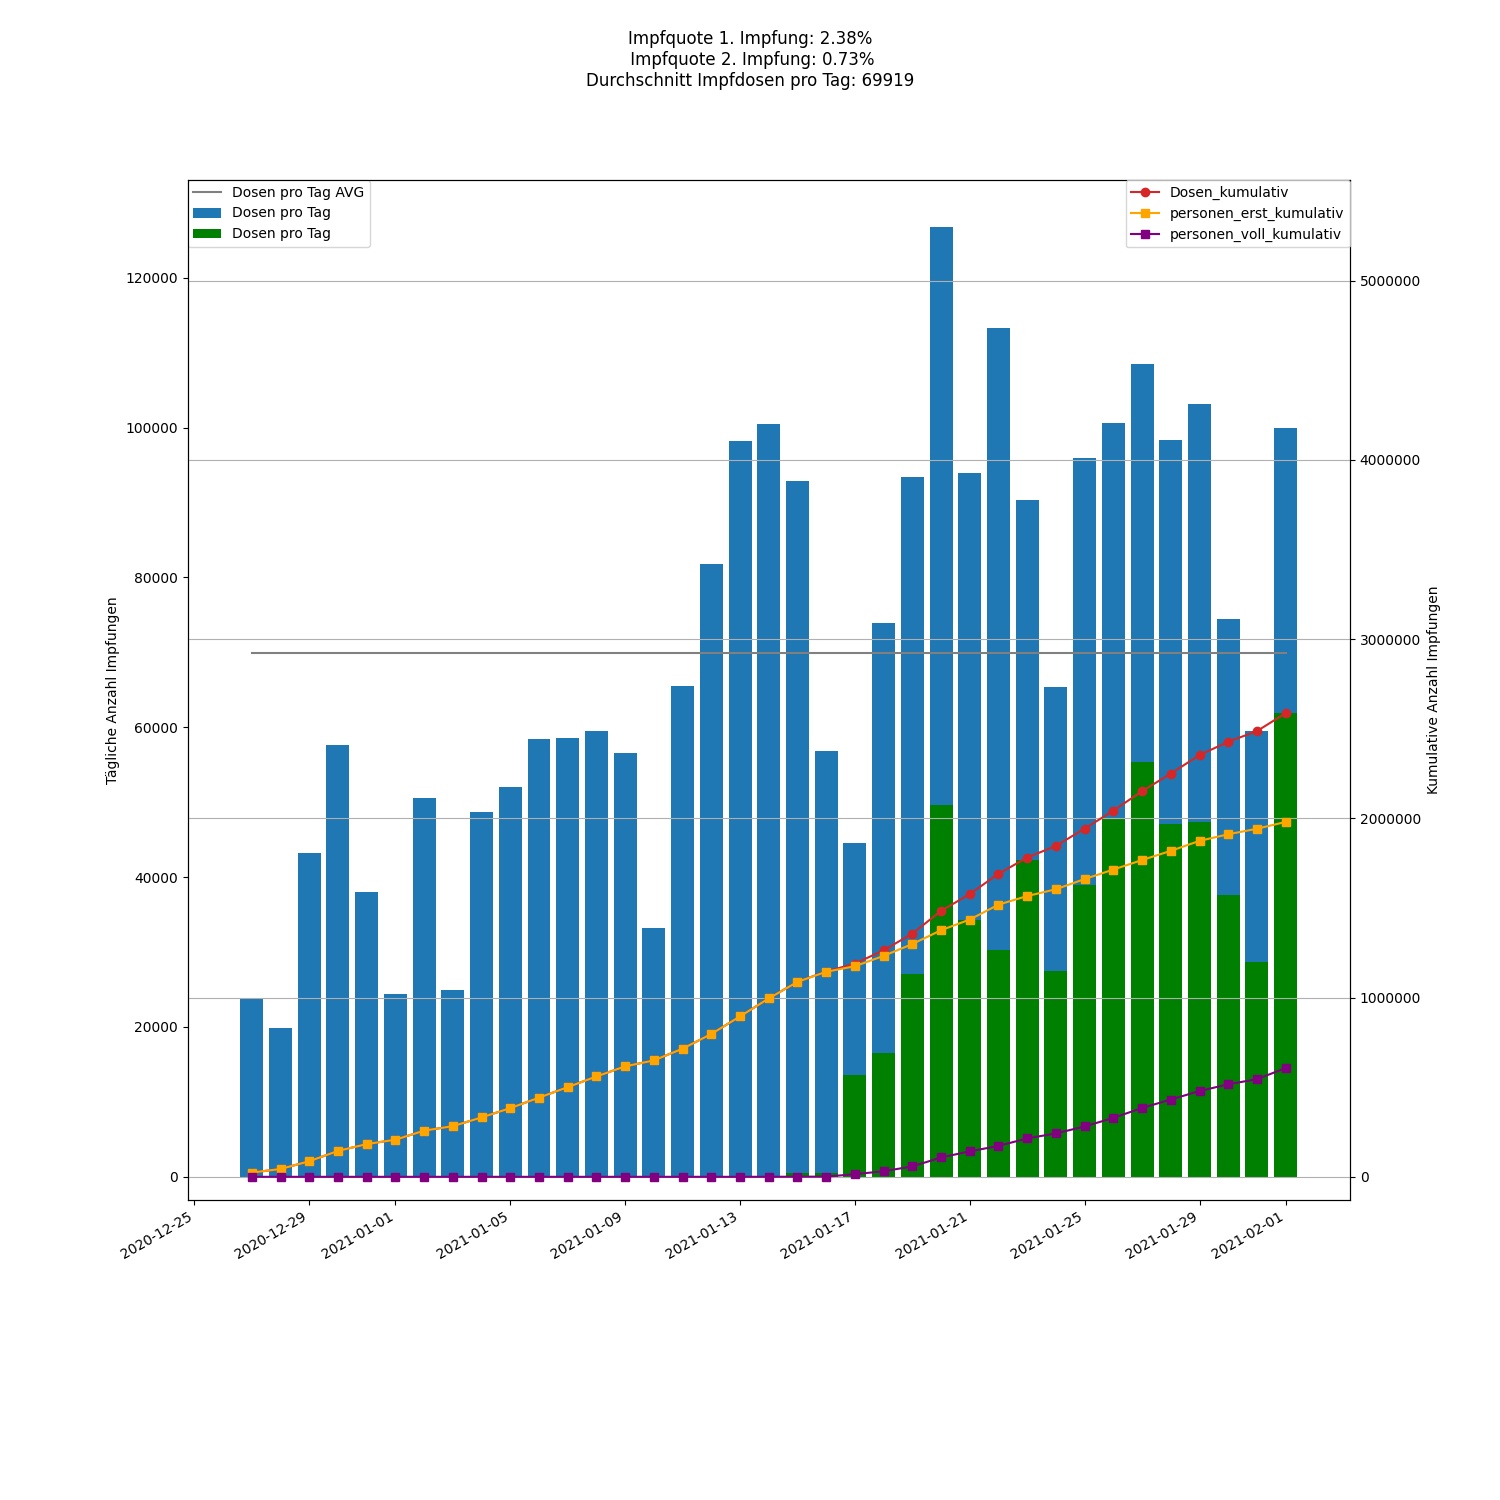 Impfquote 1. Impfung: 2.38%
Impfquote 2. Impfung: 0.73%
Durchschnitt Impfdosen pro Tag: 69919
Dosen pro Tag AVG
Dosen pro Tag
Dosen pro Tag
Dosen_kumulativ
personen_erst_kumulativ
personen_voll_kumulativ
Tägliche Anzahl Impfungen
120000
100000
80000
60000
40000
20000
0
5000000
4000000
3000000
2000000
1000000
0
Kumulative Anzahl Impfungen
2020-12-25
2020-12-29
2021-01-01
2021-01-05
2021-01-09
2021-01-13
2021-01-17
2021-01-21
2021-01-25
2021-01-29
2021-02-01